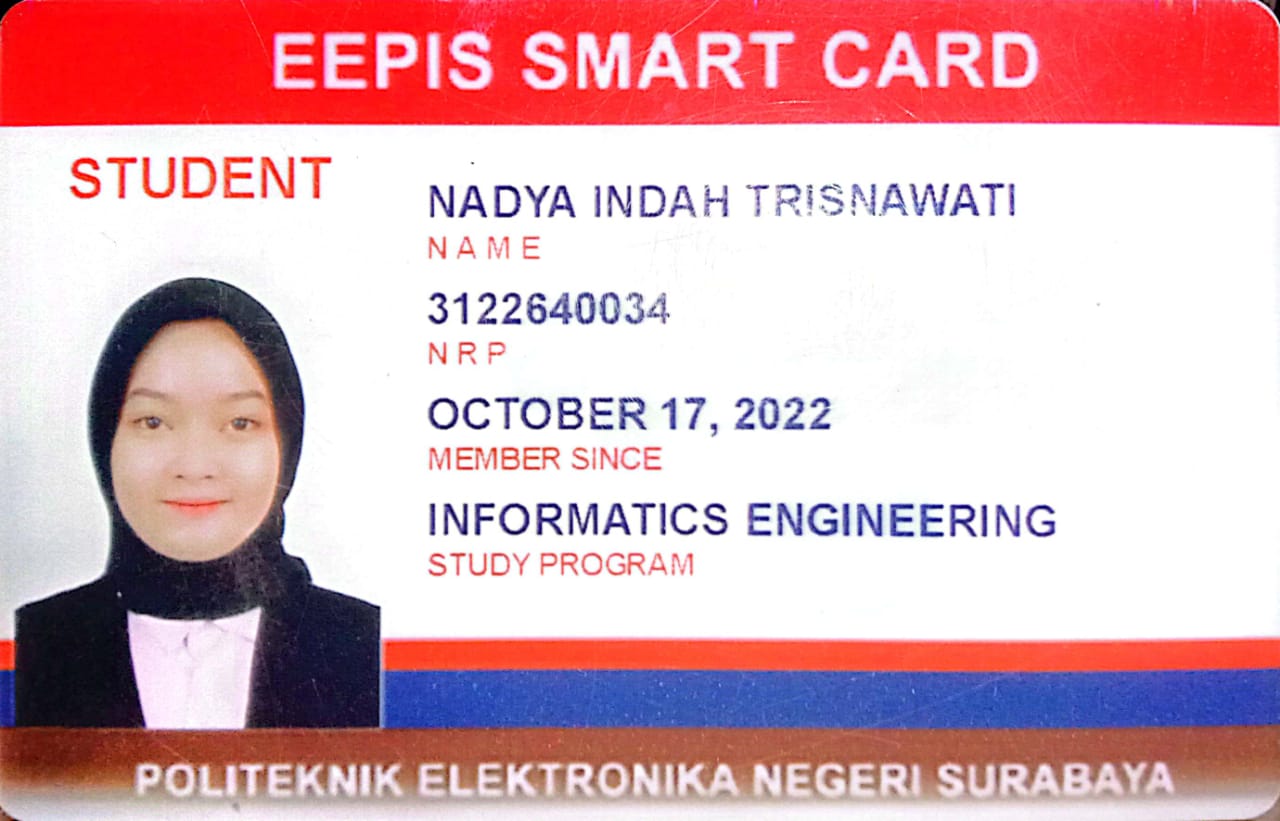 EEPIS SMART CARD
STUDENT
NADYA INDAH TRISNAWATI
NAME
3122640034
NRP
OCTOBER 17, 2022
MEMBER SINCE
INFORMATICS ENGINEERING
STUDY PROGRAM
POLITEKNIK ELEKTRONIKA NEGERI SURABAYA